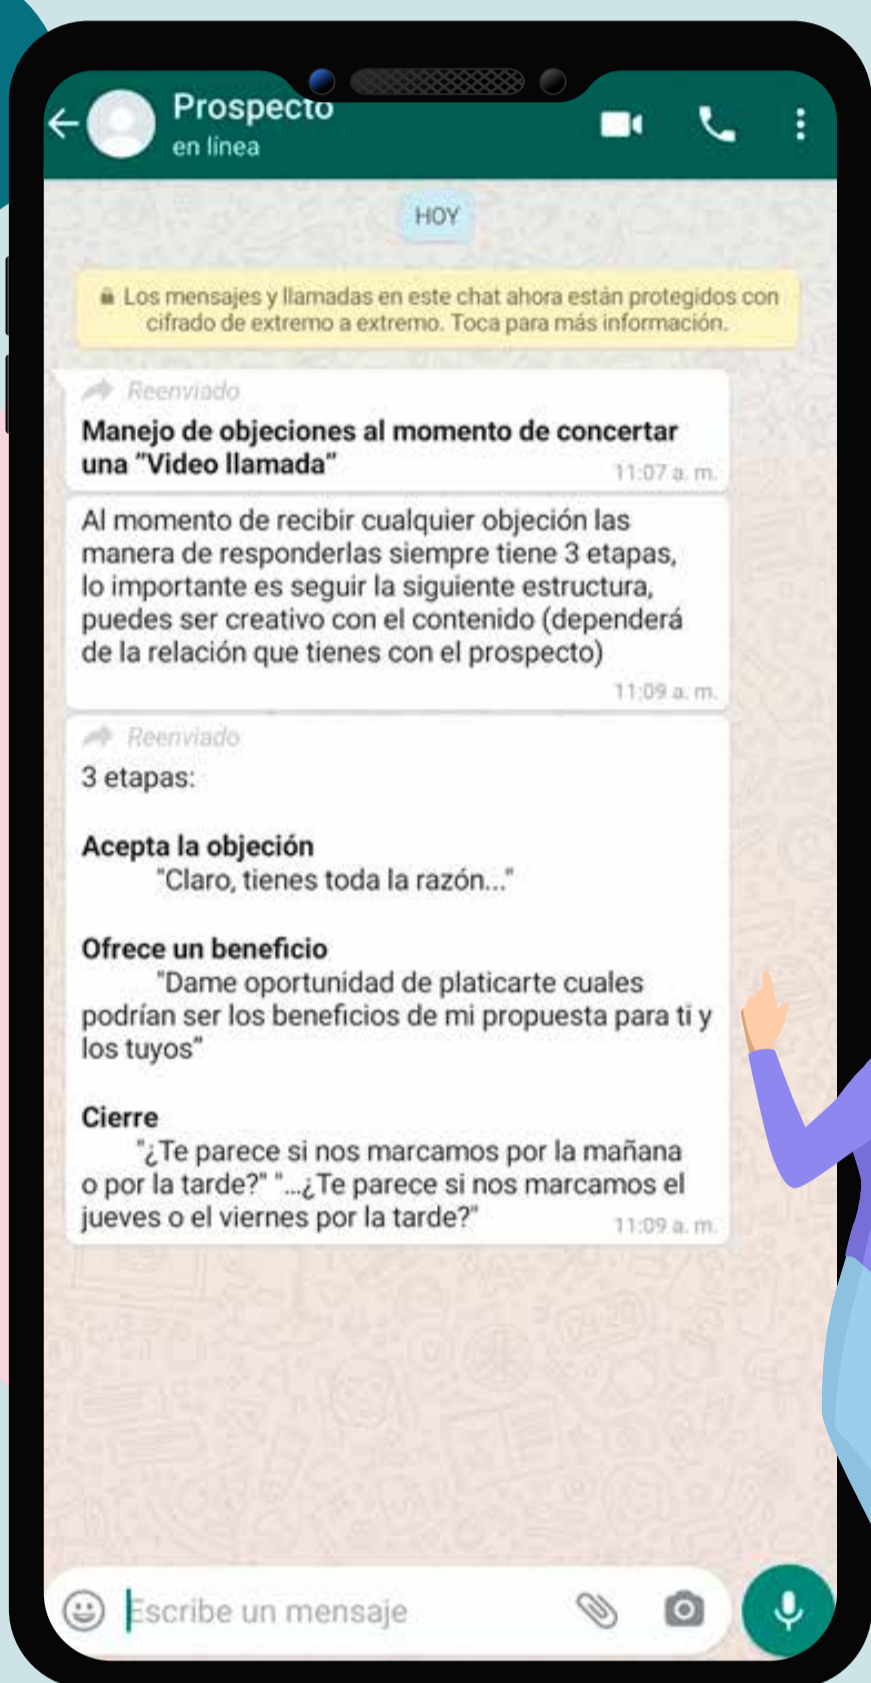 Prospecto
en línea
HOY
Los mensajes y llamadas en este chat ahora están protegidos con
cifrado de extremo a extremo. Toca para más información.
Reenviado
Manejo de objeciones al momento de concertar
una "Video llamada"
11:07 a. m.
Al momento de recibir cualquier objeción las
manera de responderlas siempre tiene 3 etapas,
lo importante es seguir la siguiente estructura,
puedes ser creativo con el contenido (dependerá
de la relación que tienes con el prospecto)
11:09 a. m.
Reenviado
3 etapas:
Acepta la objeción
"Claro, tienes toda la razón..."
Ofrece un beneficio
"Dame oportunidad de platicarte cuales
podrían ser los beneficios de mi propuesta para ti y
los tuyos"
Cierre
"¿Te parece si nos marcamos por la mañana
o por la tarde?" "...¿Te parece si nos marcamos el
jueves o el viernes por la tarde?"
11:09 a. m.
Escribe un mensaje